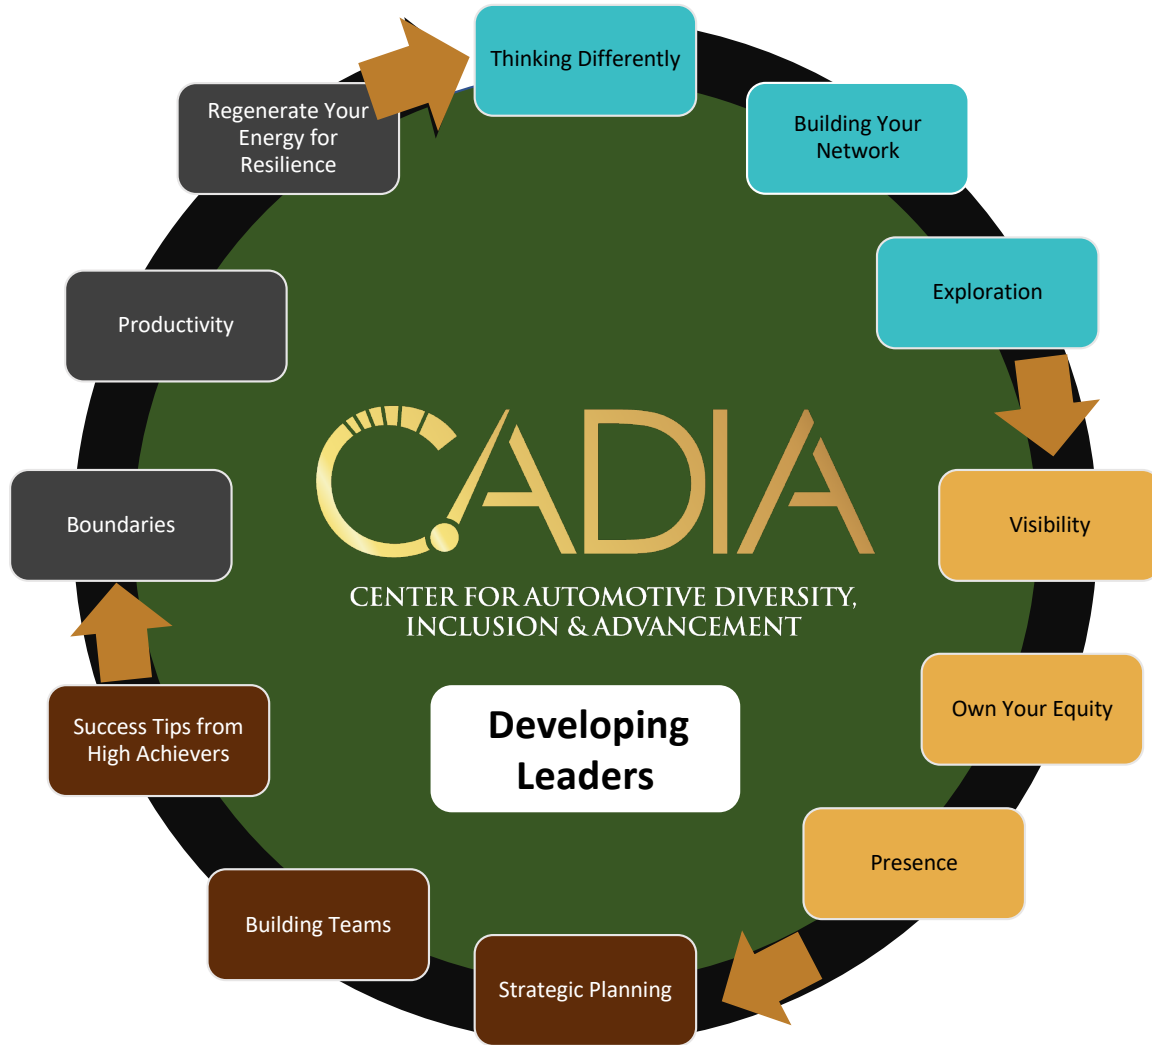 Thinking Differently
Building Your
Network
Exploration
Visibility
Own Your Equity
Presence
Strategic Planning
Building Teams
Success Tips from
High Achievers
Boundaries
Productivity
Regenerate Your
Energy for
Resilience
CADIA
CENTER FOR AUTOMOTIVE DIVERSITY,
INCLUSION & ADVANCEMENT
Developing
Leaders